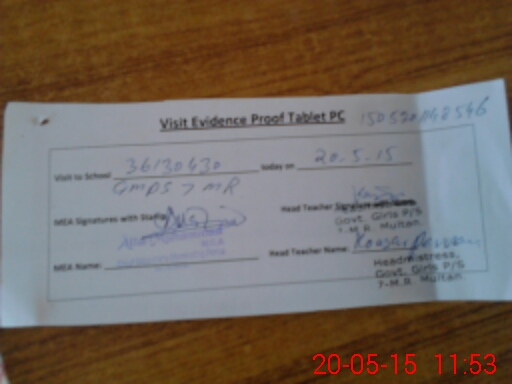 Visit Evidence Proof Tablet PC
Visit to School 36130430 today on 20.5.15
GMPS 7 MR
MEA Signatures with Stamp
Head Teacher Signature with Stamp
Govt. Girls P/S
7-M.R. Multan.
MEA Name:
Head Teacher Name:
Headmistress,
Govt. Girls P/S
7-M.R. Multan.
20-05-15 11:53